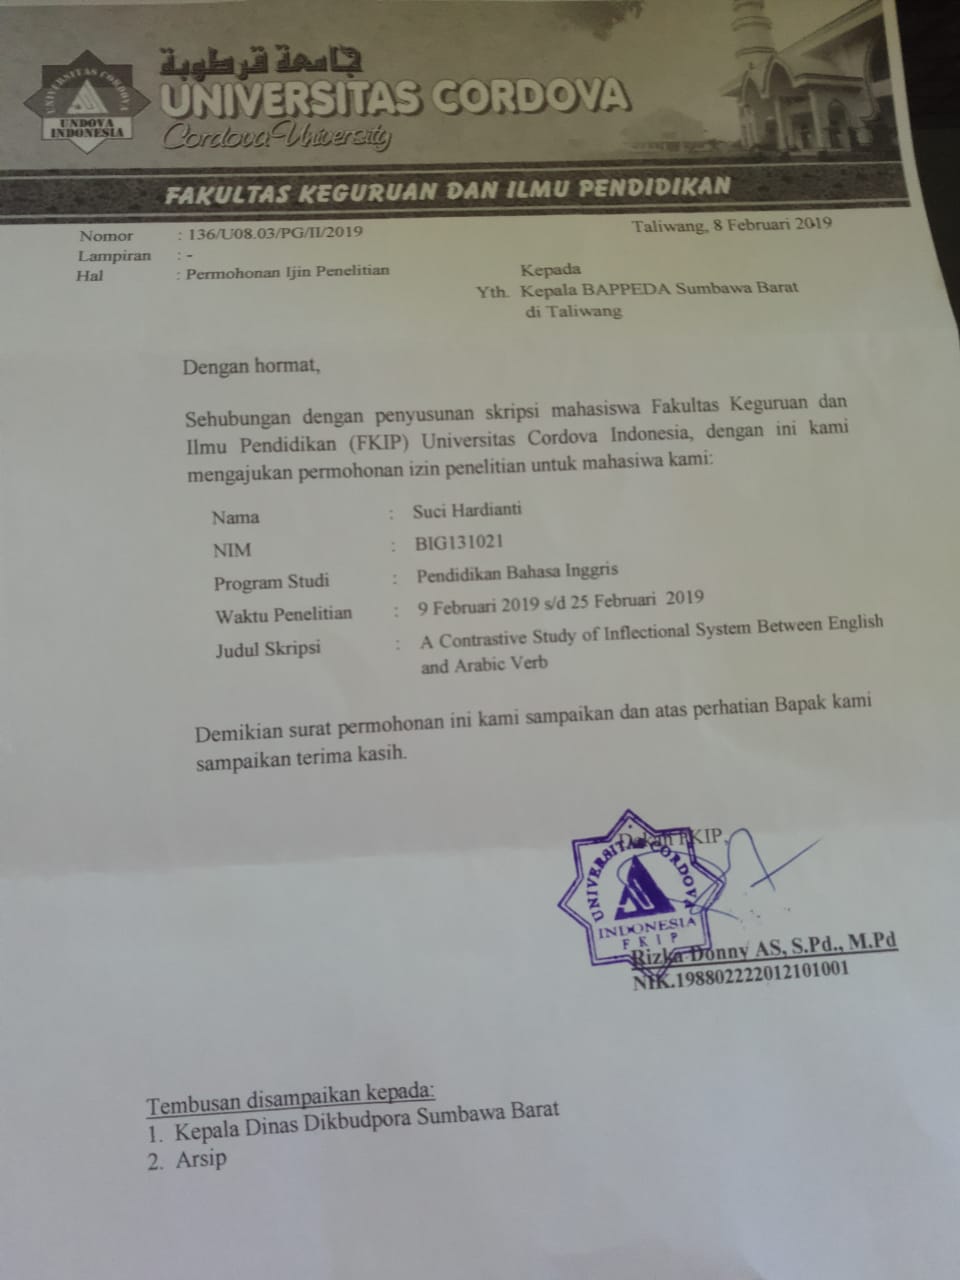 جامعة قرطوبة
UNIVERSITAS CORDOVA
Cordova University
UNIVERSITAS CORDOVA
UNDOVA
INDONESIA
FAKULTAS KEGURUAN DAN ILMU PENDIDIKAN
Taliwang, 8 Februari 2019
Nomor : 136/U08.03/PG/II/2019
Lampiran : -
Hal : Permohonan Ijin Penelitian
Kepada
Yth. Kepala BAPPEDA Sumbawa Barat
di Taliwang
Dengan hormat,
Sehubungan dengan penyusunan skripsi mahasiswa Fakultas Keguruan dan
Ilmu Pendidikan (FKIP) Universitas Cordova Indonesia, dengan ini kami
mengajukan permohonan izin penelitian untuk mahasiwa kami:
Nama : Suci Hardianti
NIM : BIG131021
Program Studi : Pendidikan Bahasa Inggris
Waktu Penelitian : 9 Februari 2019 s/d 25 Februari 2019
Judul Skripsi : A Contrastive Study of Inflectional System Between English
and Arabic Verb
Demikian surat permohonan ini kami sampaikan dan atas perhatian Bapak kami
sampaikan terima kasih.
Dekan FKIP,
UNIVERSITAS CORDOVA
INDONESIA
FKIP
Rizka Donny AS, S.Pd., M.Pd
NIK.198802222012101001
Tembusan disampaikan kepada:
1. Kepala Dinas Dikbudpora Sumbawa Barat
2. Arsip